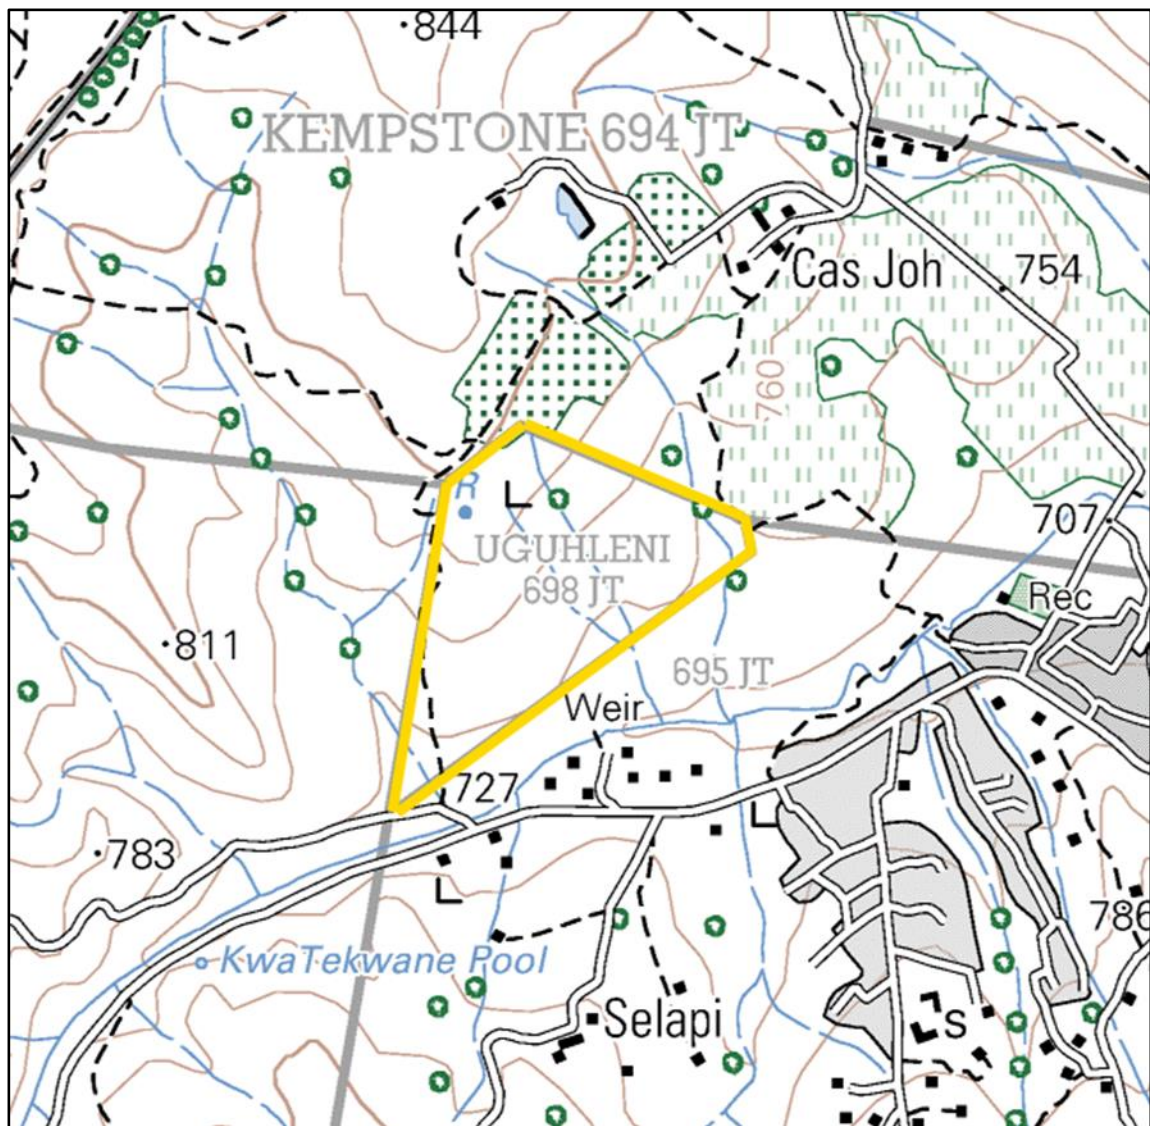 844
KEMPSTONE 694 JT
Cas Joh
754
760
R
707
UGUHLENI
698 JT
Rec
811
695 JT
Weir
727
783
786
KwaTekwane Pool
Selapi
s